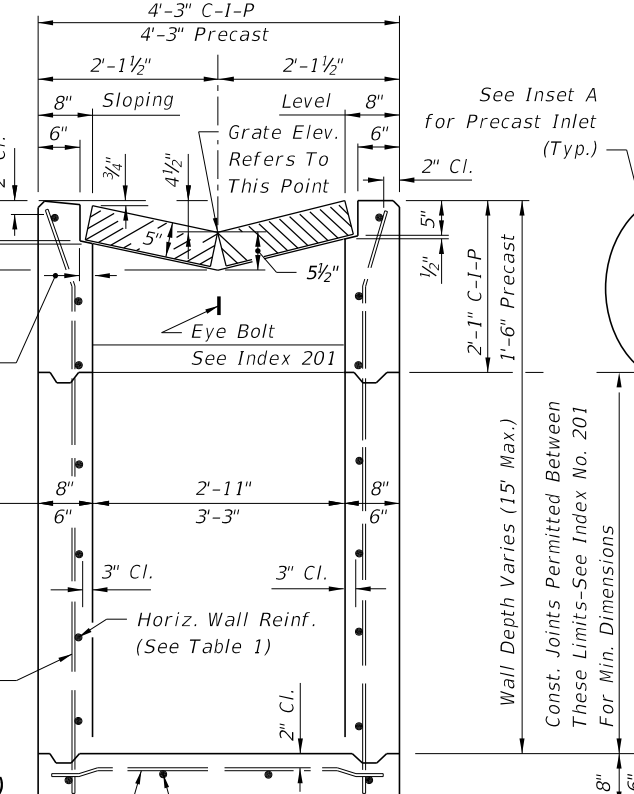 4'-3" C-I-P
4'-3" Precast
2'-1½"
2'-1½"
8"
Sloping
Level
8"
6"
6"
See Inset A
for Precast Inlet
(Typ.)
Cl.
¾"
4½"
Grate Elev.
Refers To
This Point
2" Cl.
5"
5"
½"
5½"
2'-1" C-I-P
1'-6" Precast
Eye Bolt
See Index 201
8"
2'-11"
8"
6"
3'-3"
6"
3" Cl.
3" Cl.
Horiz. Wall Reinf.
(See Table 1)
2" Cl.
Wall Depth Varies (15' Max.)
Const. Joints Permitted Between
These Limits-See Index No. 201
For Min. Dimensions
8"
6"